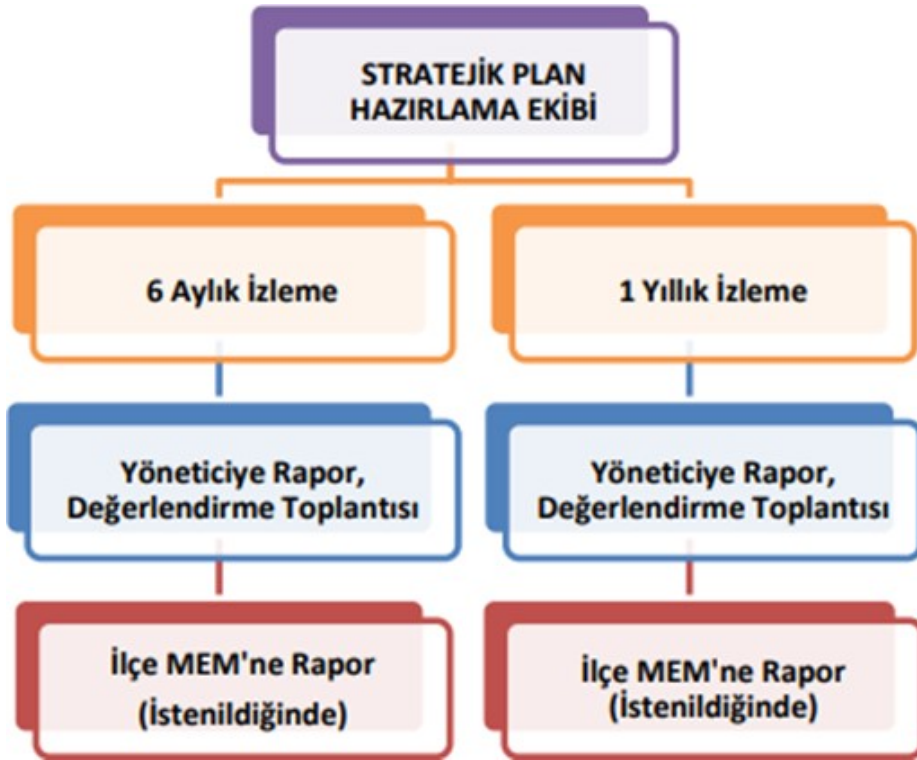 STRATEJİK PLAN
HAZIRLAMA EKİBİ
6 Aylık İzleme
1 Yıllık İzleme
Yöneticiye Rapor,
Değerlendirme Toplantısı
Yöneticiye Rapor,
Değerlendirme Toplantısı
İlçe MEM'ne Rapor
(İstenildiğinde)
İlçe MEM'ne Rapor
(İstenildiğinde)